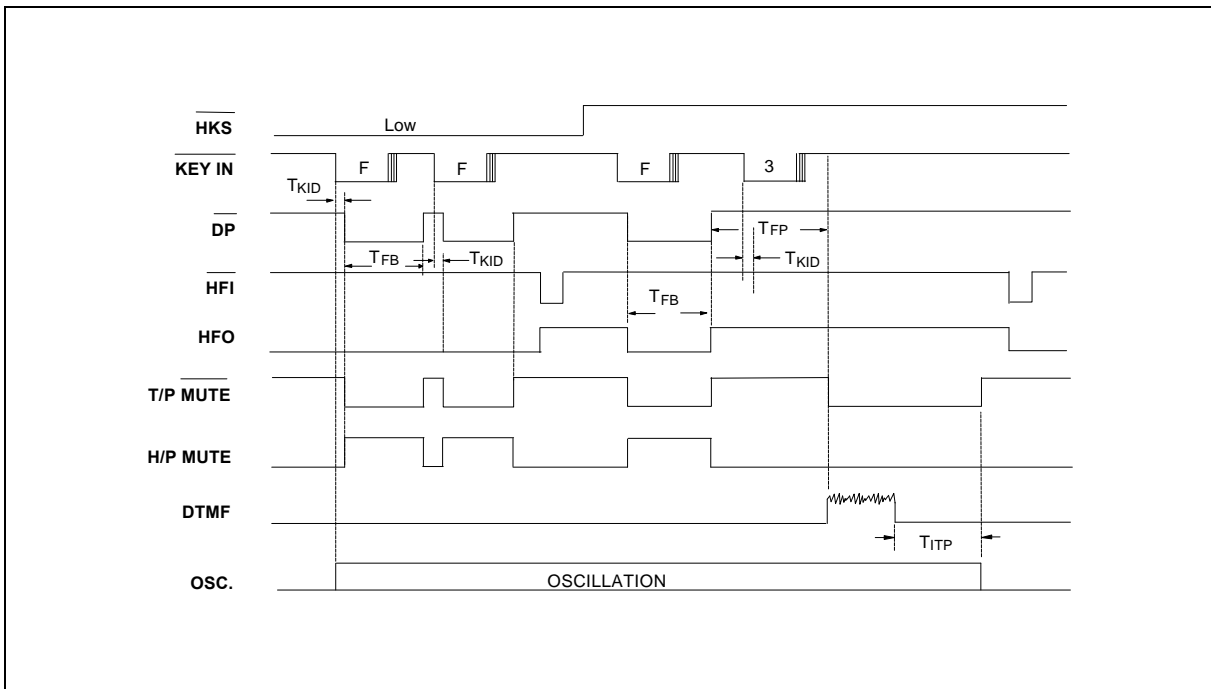 HKS
Low
KEY IN
F
F
F
3
TKID
DP
TFB
TKID
TFP
TKID
HFI
TFB
HFO
T/P MUTE
H/P MUTE
DTMF
TITP
OSC.
OSCILLATION